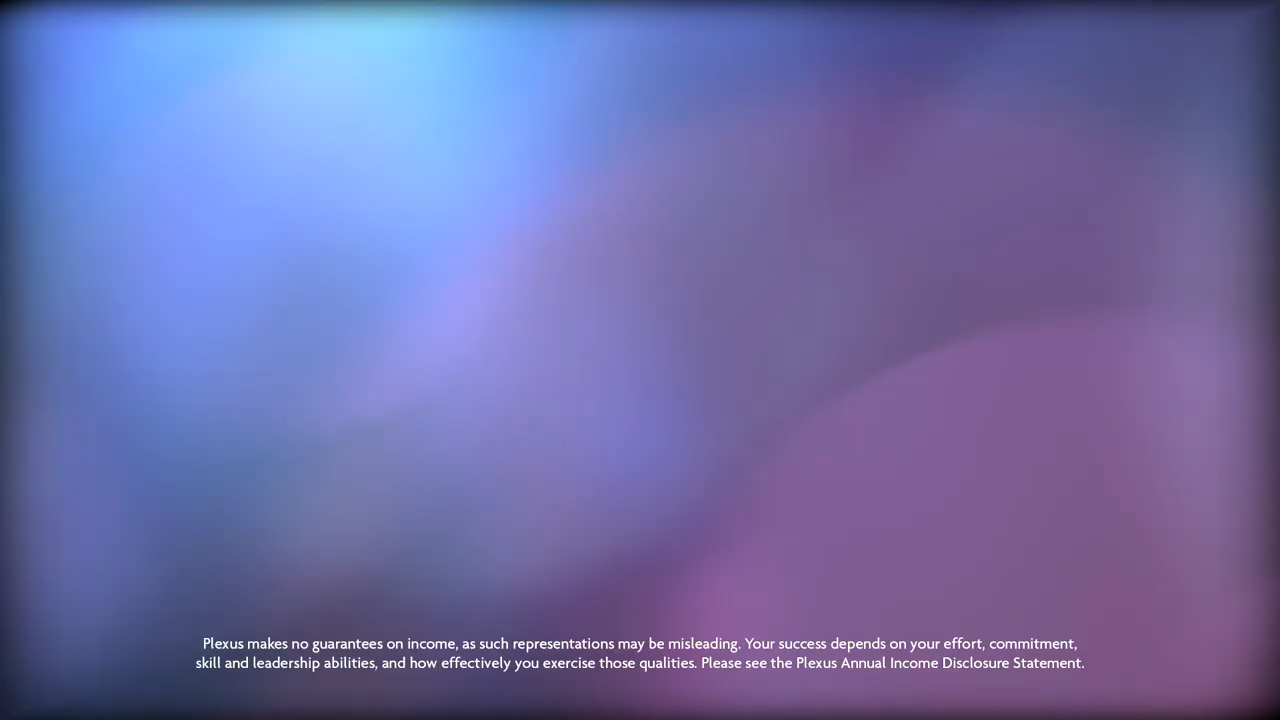 Plexus makes no guarantees on income, as such representations may be misleading. Your success depends on your effort, commitment,
skill and leadership abilities, and how effectively you exercise those qualities. Please see the Plexus Annual Income Disclosure Statement.